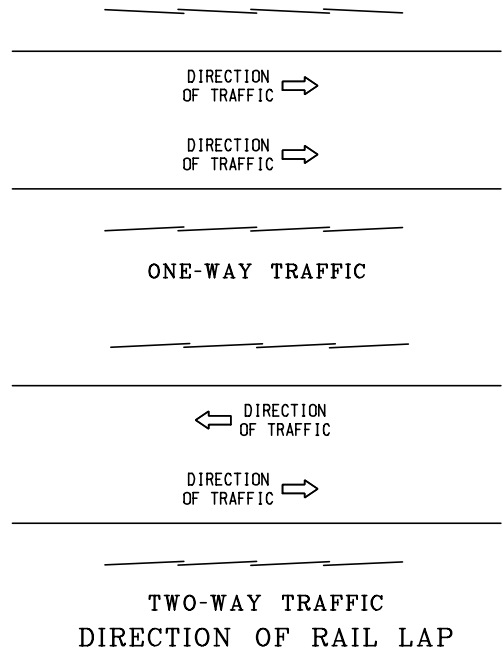 DIRECTION
OF TRAFFIC
DIRECTION
OF TRAFFIC
ONE-WAY TRAFFIC
DIRECTION
OF TRAFFIC
DIRECTION
OF TRAFFIC
TWO-WAY TRAFFIC
DIRECTION OF RAIL LAP